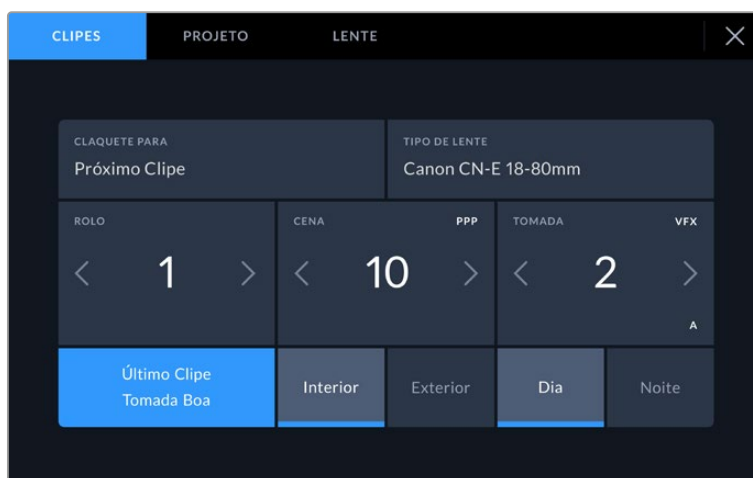 CLIPES PROJETO LENTE
CLAQUETE PARA TIPO DE LENTE
Próximo Clipe Canon CN-E 18-80mm
ROLO CENA PPP TOMADA VFX
1 10 2
A
Último Clipe
Tomada Boa
Interior Exterior Dia Noite